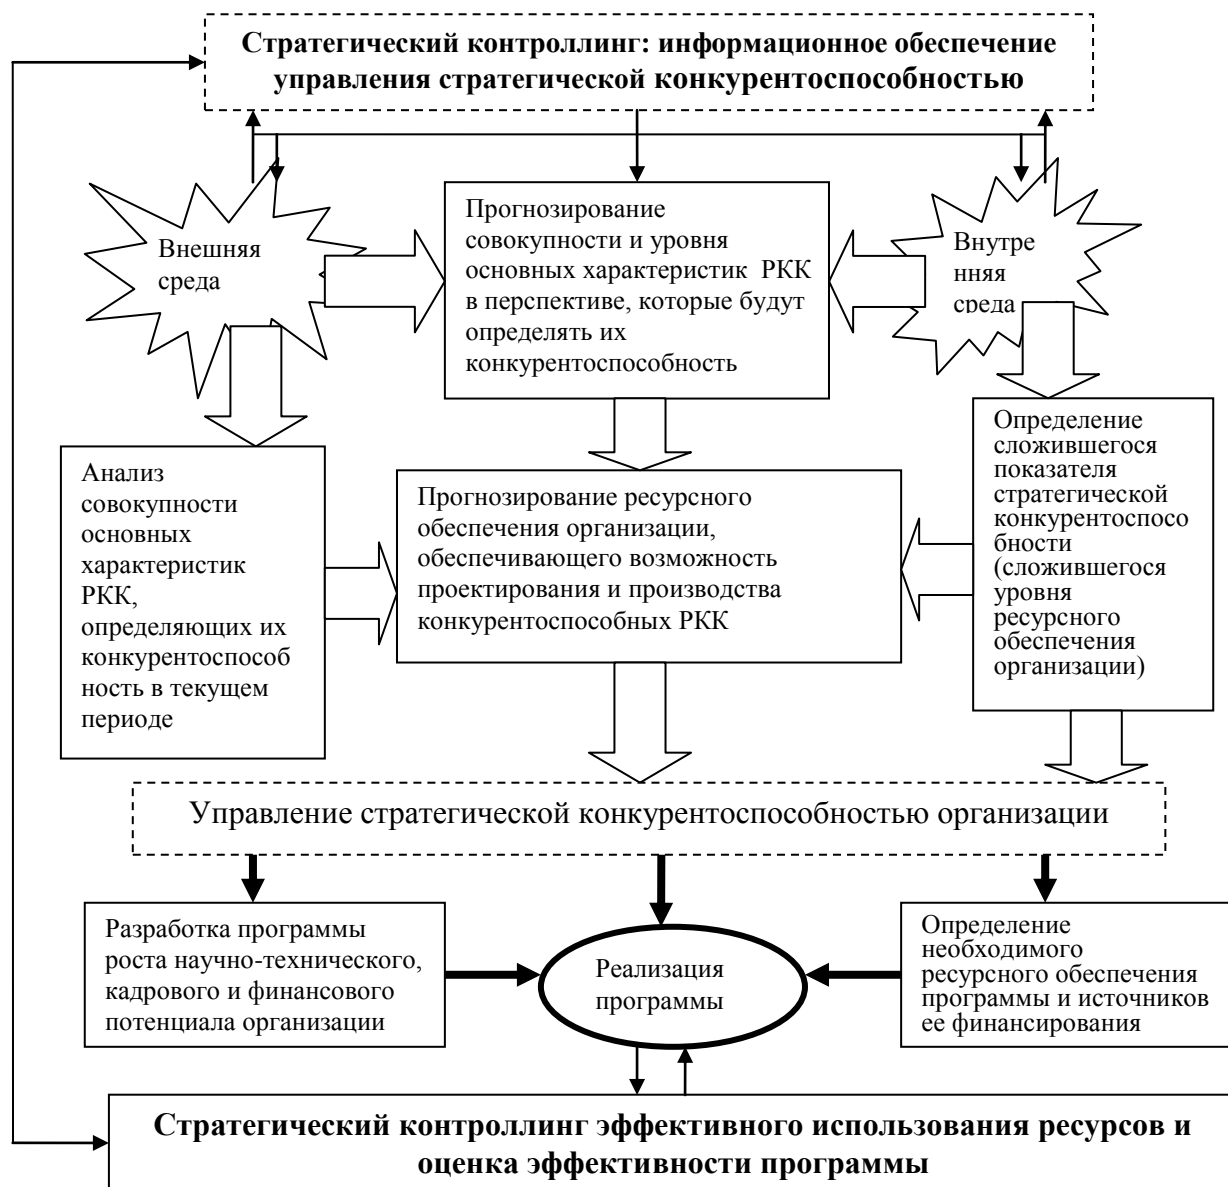 Стратегический контроллинг: информационное обеспечение
управления стратегической конкурентоспособностью
Внешняя
среда
Прогнозирование
совокупности и уровня
основных характеристик РКК
в перспективе, которые будут
определять их
конкурентоспособность
Внутре
нняя
среда
Анализ
совокупности
основных
характеристик
РКК,
определяющих их
конкурентоспособ
ность в текущем
периоде
Прогнозирование ресурсного
обеспечения организации,
обеспечивающего возможность
проектирования и производства
конкурентоспособных РКК
Определение
сложившегося
показателя
стратегической
конкурентоспосо
бности
(сложившегося
уровня
ресурсного
обеспечения
организации)
Управление стратегической конкурентоспособностью организации
Разработка программы
роста научно-технического,
кадрового и финансового
потенциала организации
Реализация
программы
Определение
необходимого
ресурсного обеспечения
программы и источников
ее финансирования
Стратегический контроллинг эффективного использования ресурсов и
оценка эффективности программы